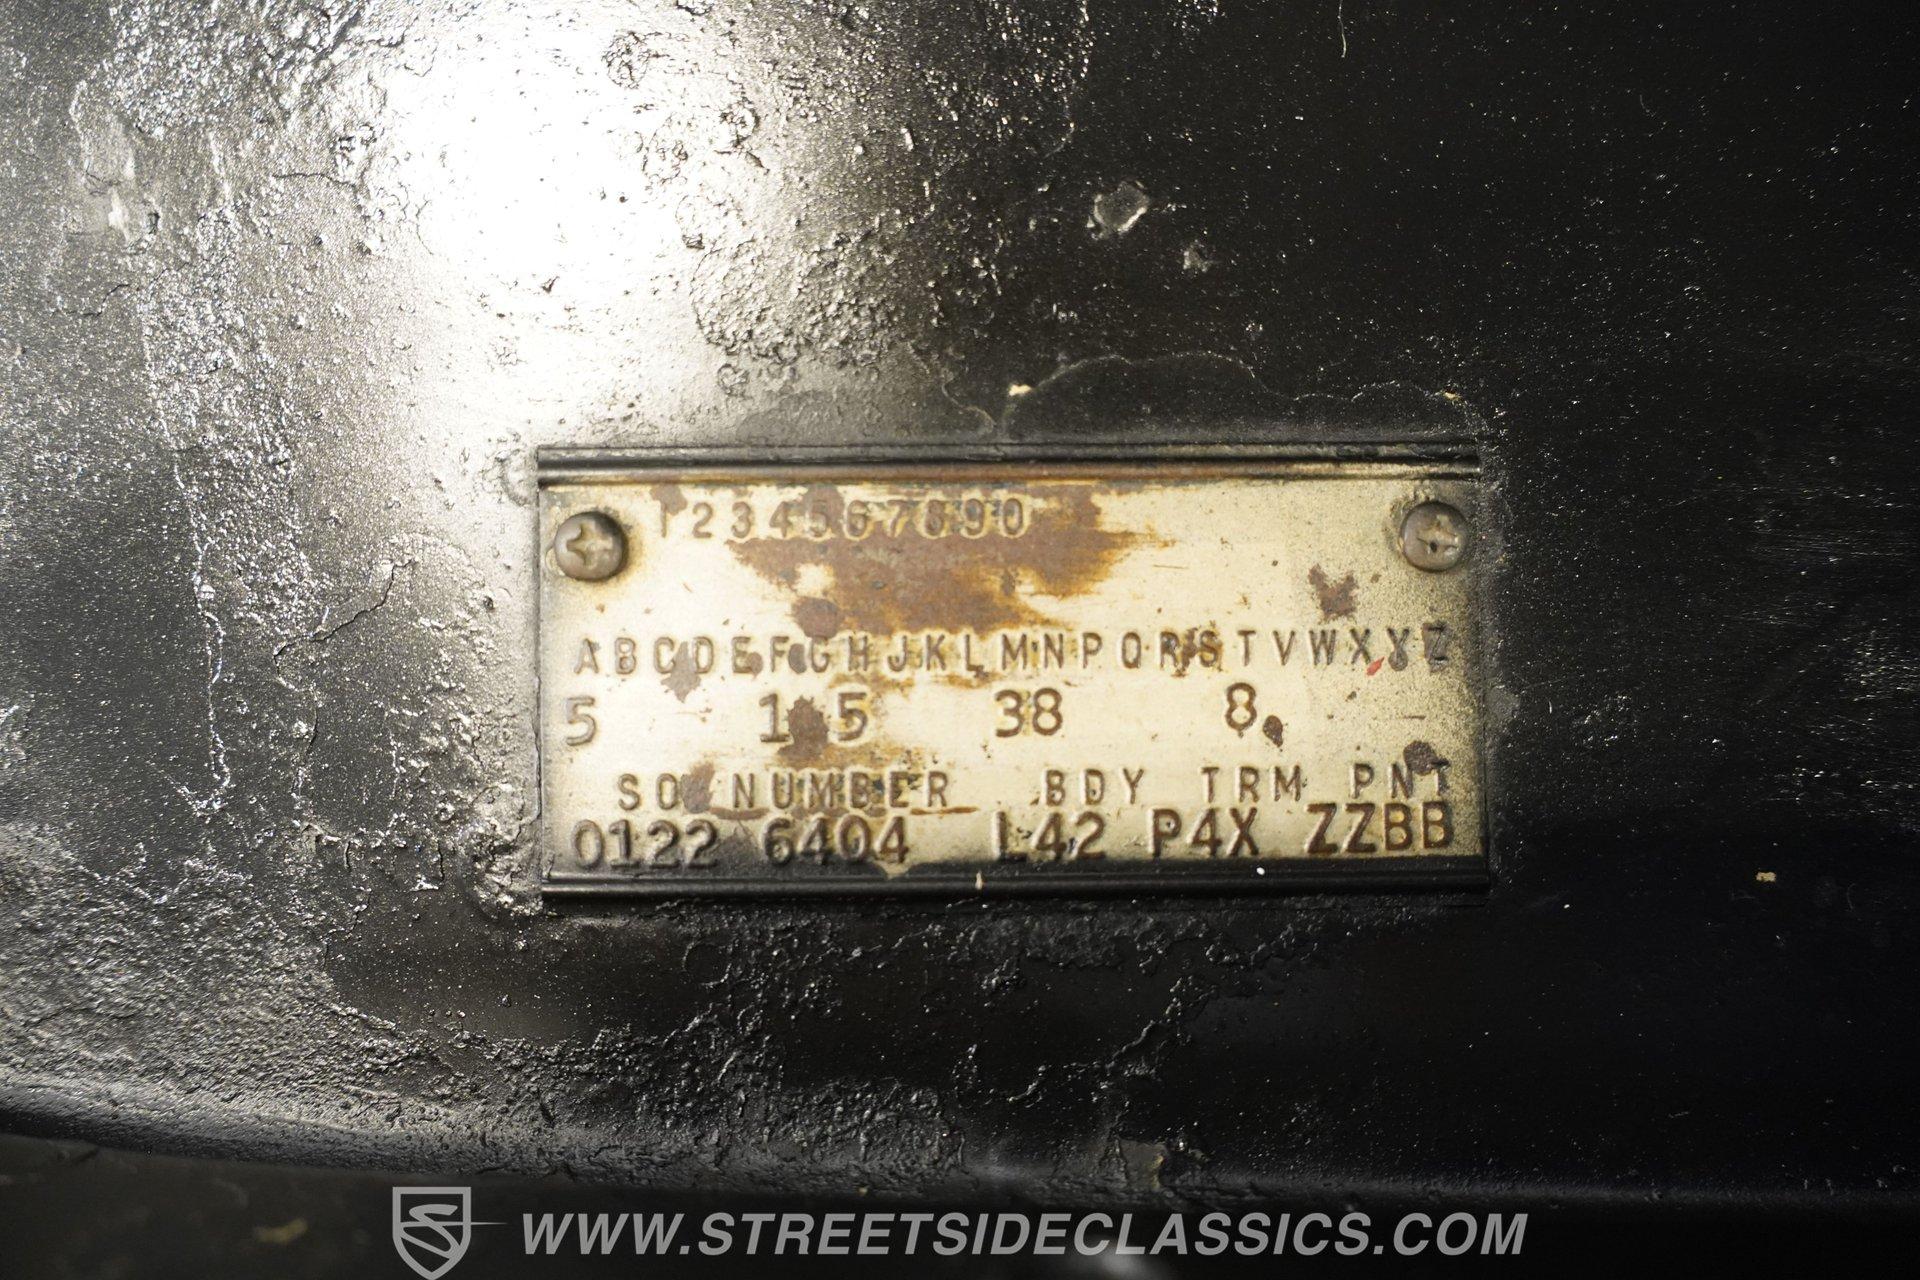 1234567890
ABCDEFGHJKLMNPQRSTVWXYZ
5 1 5 38 8
SO NUMBER BDY TRM PNT
0122 6404 L42 P4X ZZBB
WWW.STREETSIDECLASSICS.COM